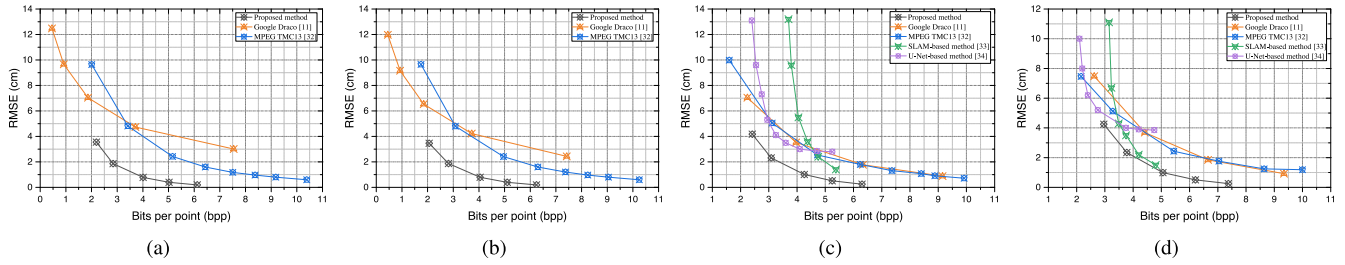 14
12
10
8
6
4
2
0
RMSE (cm)
0 1 2 3 4 5 6 7 8 9 10 11
Bits per point (bpp)
Proposed method
Google Draco [11]
MPEG TMC13 [32]
(a)
14
12
10
8
6
4
2
0
RMSE (cm)
0 1 2 3 4 5 6 7 8 9 10 11
Bits per point (bpp)
Proposed method
Google Draco [11]
MPEG TMC13 [32]
(b)
14
12
10
8
6
4
2
0
RMSE (cm)
1 2 3 4 5 6 7 8 9 10 11
Bits per point (bpp)
Proposed method
Google Draco [11]
MPEG TMC13 [32]
SLAM-based method [33]
U-Net-based method [34]
(c)
12
10
8
6
4
2
0
RMSE (cm)
1 2 3 4 5 6 7 8 9 10 11
Bits per point (bpp)
Proposed method
Google Draco [11]
MPEG TMC13 [32]
SLAM-based method [33]
U-Net-based method [34]
(d)